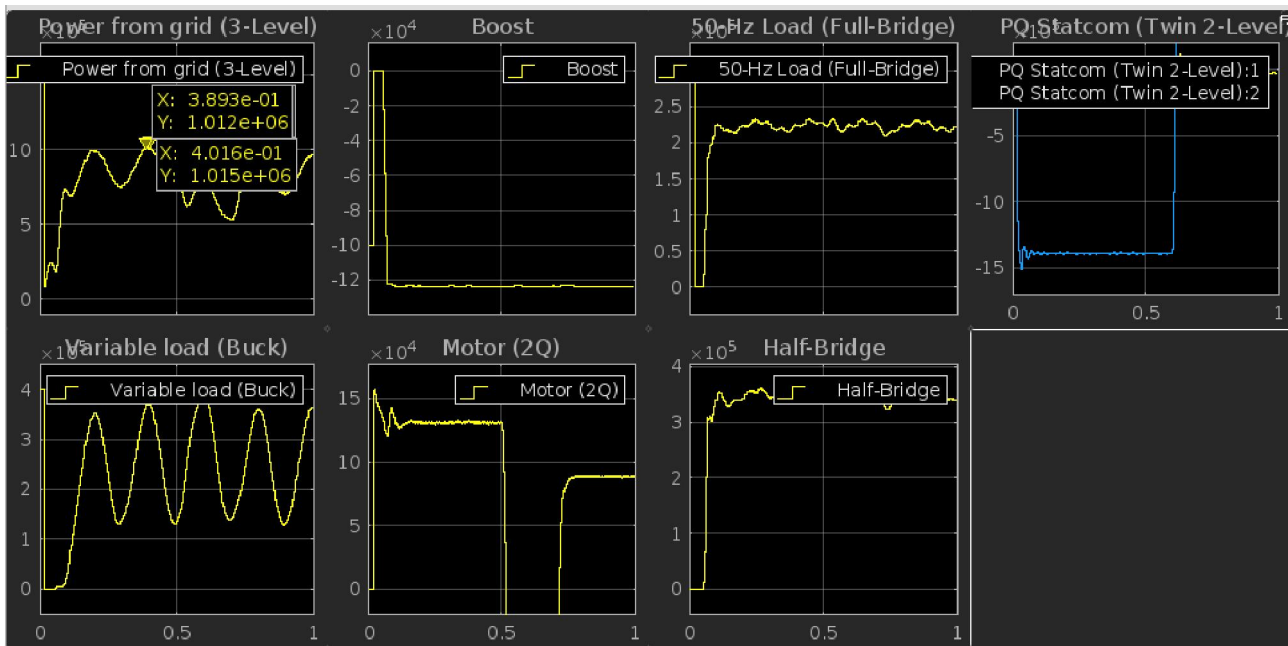 Power from grid (3-Level)
Power from grid (3-Level)
X: 3.893e-01
Y: 1.012e+06
X: 4.016e-01
Y: 1.015e+06
10
5
0
×10⁴
Boost
Boost
0
-2
-4
-6
-8
-10
-12
50-Hz Load (Full-Bridge)
50-Hz Load (Full-Bridge)
2.5
2
1.5
1
0.5
0
PQ Statcom (Twin 2-Level)
PQ Statcom (Twin 2-Level):1
PQ Statcom (Twin 2-Level):2
-5
-10
-15
0
0.5
1
Variable load (Buck)
Variable load (Buck)
4
3
2
1
0
0
0.5
1
×10⁴
Motor (2Q)
Motor (2Q)
15
10
5
0
0
0.5
1
×10⁵
Half-Bridge
Half-Bridge
4
3
2
1
0
0
0.5
1